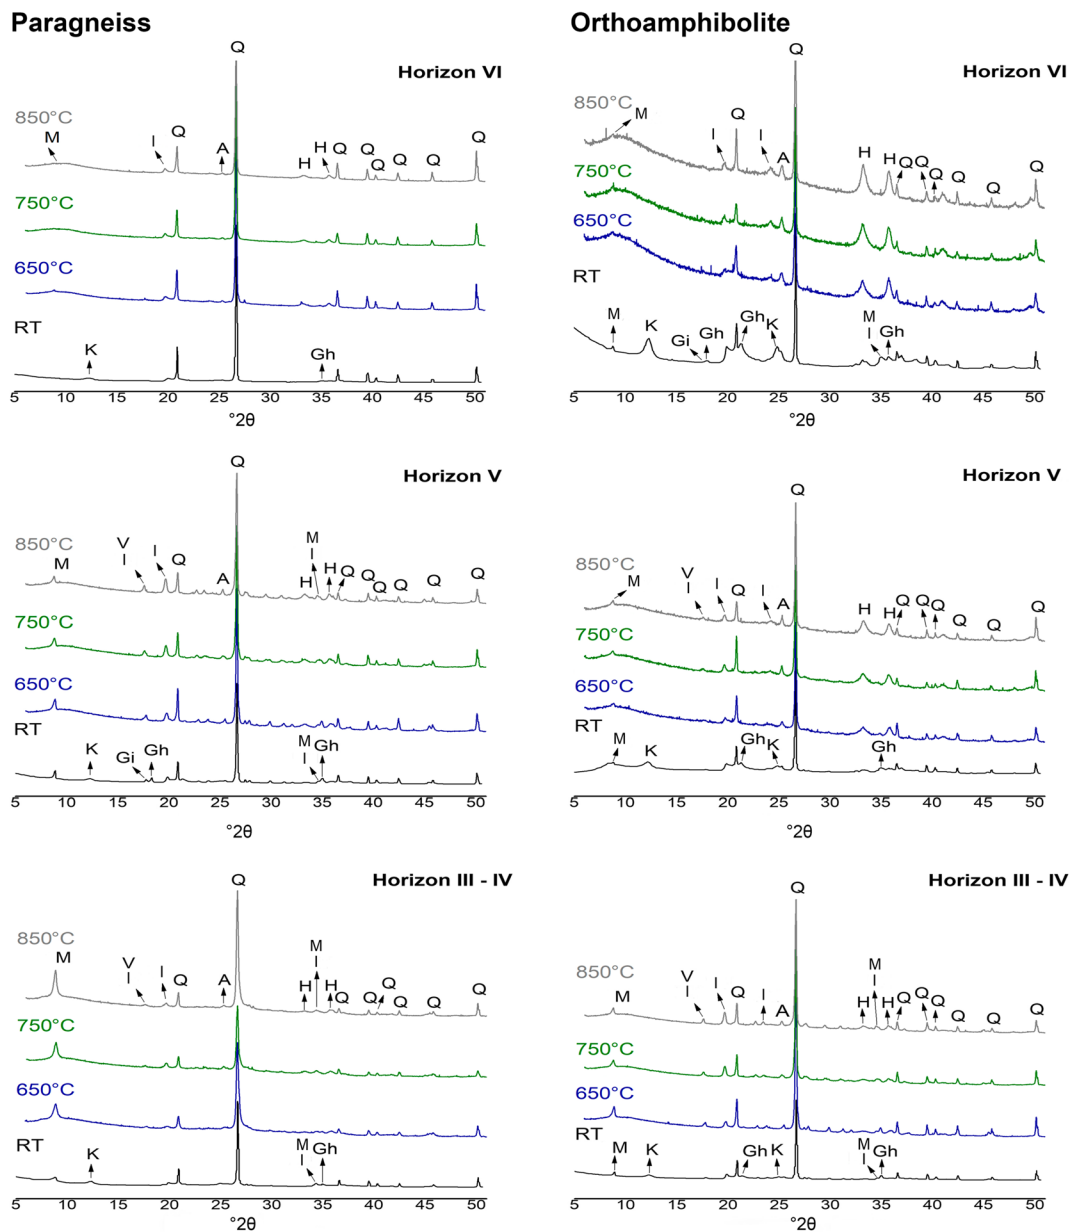 Paragneiss
Orthoamphibolite
Q
Horizon VI
850°C
M
I
Q
A
H
H
Q
Q
Q
Q
Q
Q
750°C
650°C
RT
K
Gh
5 10 15 20 25 30 35 40 45 50
°2θ
Q
Horizon VI
850°C
M
I
Q
I
A
H
H
Q
Q
Q
Q
Q
Q
750°C
650°C
RT
M
K
Gi
Gh
Gh
K
M
I
Gh
5 10 15 20 25 30 35 40 45 50
°2θ
Q
Horizon V
850°C
M
V
I
I
Q
A
M
I
H
H
Q
Q
Q
Q
Q
Q
750°C
650°C
RT
K
Gi
Gh
M
I
Gh
5 10 15 20 25 30 35 40 45 50
°2θ
Q
Horizon V
850°C
M
V
I
I
Q
I
A
H
H
Q
Q
Q
Q
Q
Q
750°C
650°C
RT
M
K
Gh
K
Gh
5 10 15 20 25 30 35 40 45 50
°2θ
Q
Horizon III - IV
850°C
M
V
I
I
Q
A
M
I
H
H
Q
Q
Q
Q
Q
Q
750°C
650°C
RT
K
M
I
Gh
5 10 15 20 25 30 35 40 45 50
°2θ
Q
Horizon III - IV
850°C
M
V
I
I
Q
I
A
M
I
H
H
Q
Q
Q
Q
Q
Q
750°C
650°C
RT
M
K
Gh
K
M
I
Gh
5 10 15 20 25 30 35 40 45 50
°2θ